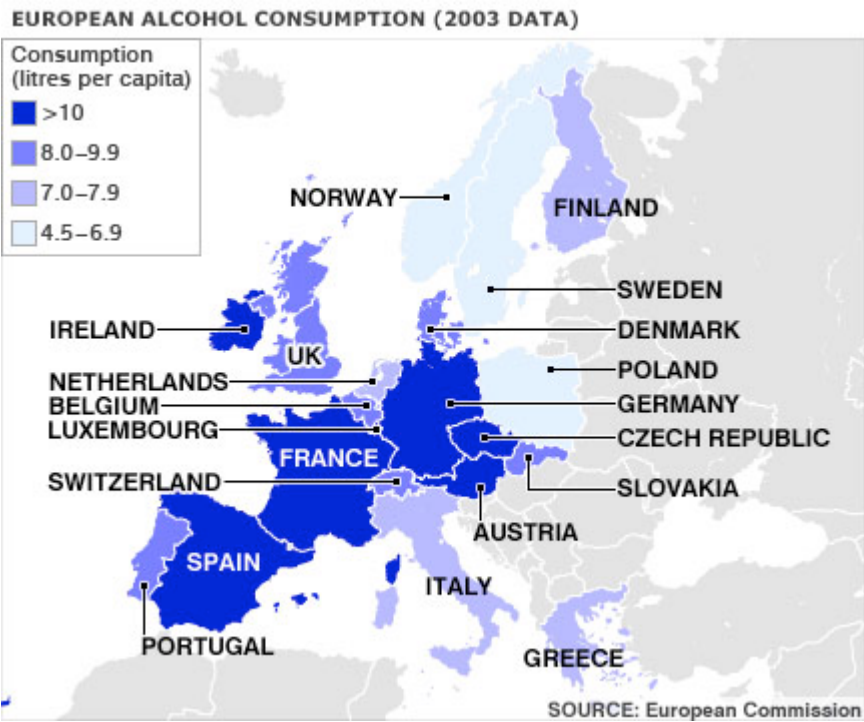 EUROPEAN ALCOHOL CONSUMPTION (2003 DATA)
Consumption
(litres per capita)
>10
8.0–9.9
7.0–7.9
4.5–6.9
NORWAY
FINLAND
SWEDEN
IRELAND
DENMARK
UK
POLAND
NETHERLANDS
BELGIUM
GERMANY
LUXEMBOURG
CZECH REPUBLIC
FRANCE
SWITZERLAND
SLOVAKIA
AUSTRIA
SPAIN
ITALY
PORTUGAL
GREECE
SOURCE: European Commission